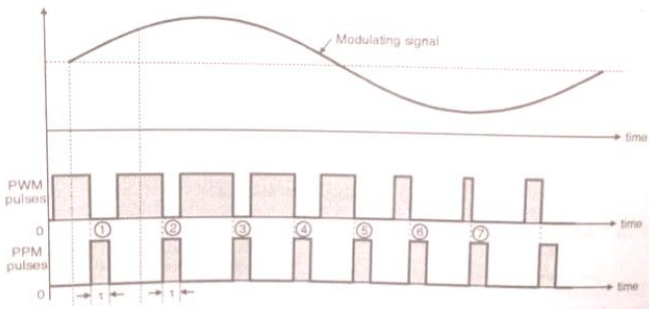 Modulating signal
time
PWM
pulses
0
time
① ② ③ ④ ⑤ ⑥ ⑦
PPM
pulses
0
time
τ τ